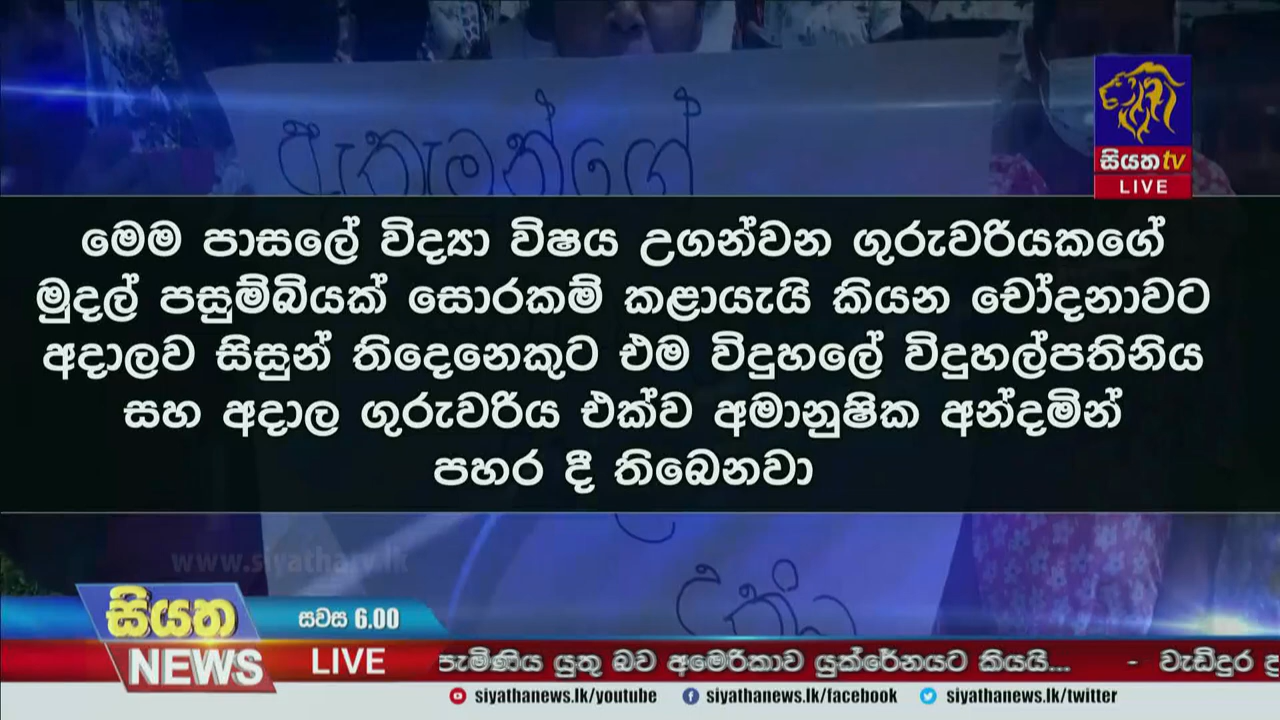 ඇතැමුන්ගේ
සියත tv
LIVE
මෙම පාසලේ විද්‍යා විෂය උගන්වන ගුරුවරියකගේ
මුදල් පසුම්බියක් සොරකම් කළායැයි කියන චෝදනාවට
අදාලව සිසුන් තිදෙනෙකුට එම විදුහලේ විදුහල්පතිනිය
සහ අදාල ගුරුවරිය එක්ව අමානුෂික අන්දමින්
පහර දී තිබෙනවා
www.siyathatv.lk
සියත සවස 6.00
NEWS LIVE පැමිණිය යුතු බව අමෙරිකාව යුක්රේනයට කියයි... - වැඩිදුර
siyathanews.lk/youtube siyathanews.lk/facebook siyathanews.lk/twitter